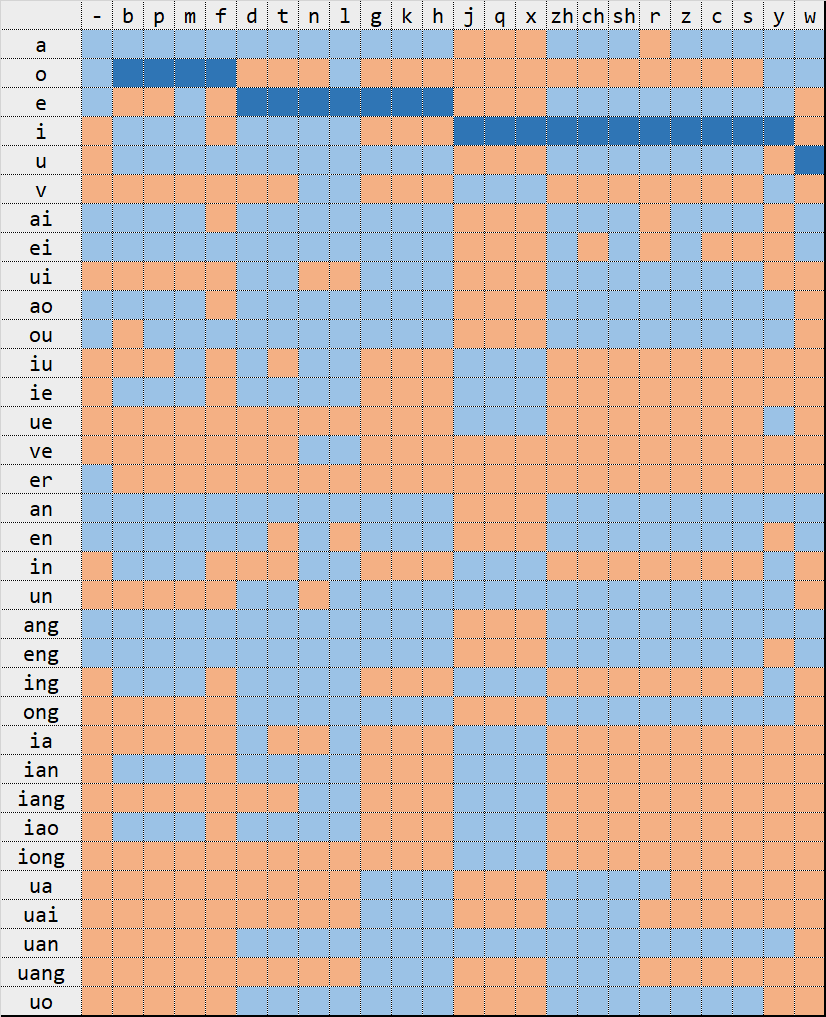 - b p m f d t n l g k h j q x zh ch sh r z c s y w
a
o
e
i
u
v
ai
ei
ui
ao
ou
iu
ie
ue
ve
er
an
en
in
un
ang
eng
ing
ong
ia
ian
iang
iao
iong
ua
uai
uan
uang
uo